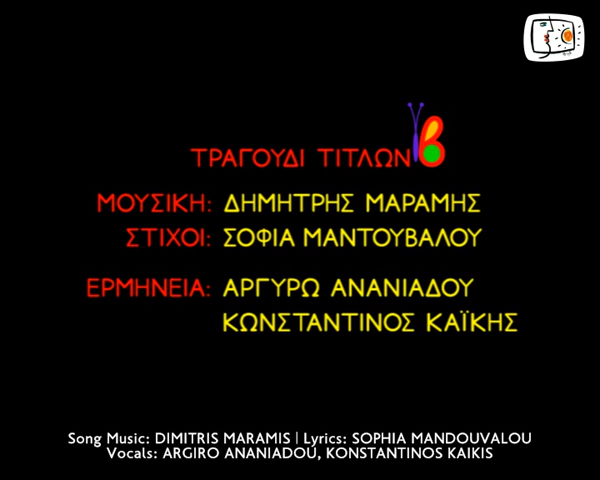 ΤΡΑΓΟΥΔΙ ΤΙΤΛΩΝ
ΜΟΥΣΙΚΗ: ΔΗΜΗΤΡΗΣ ΜΑΡΑΜΗΣ
ΣΤΙΧΟΙ: ΣΟΦΙΑ ΜΑΝΤΟΥΒΑΛΟΥ
ΕΡΜΗΝΕΙΑ: ΑΡΓΥΡΩ ΑΝΑΝΙΑΔΟΥ
ΚΩΝΣΤΑΝΤΙΝΟΣ ΚΑΪΚΗΣ
Song Music: DIMITRIS MARAMIS | Lyrics: SOPHIA MANDOUVALOU
Vocals: ARGIRO ANANIADOU, KONSTANTINOS KAIKIS